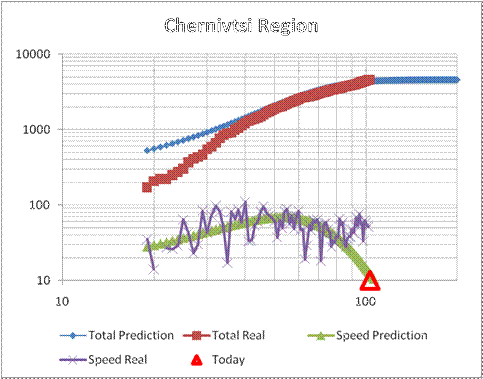 Chernivtsi Region
10000
1000
100
10
10 100
Total Prediction Total Real Speed Prediction
Speed Real Today